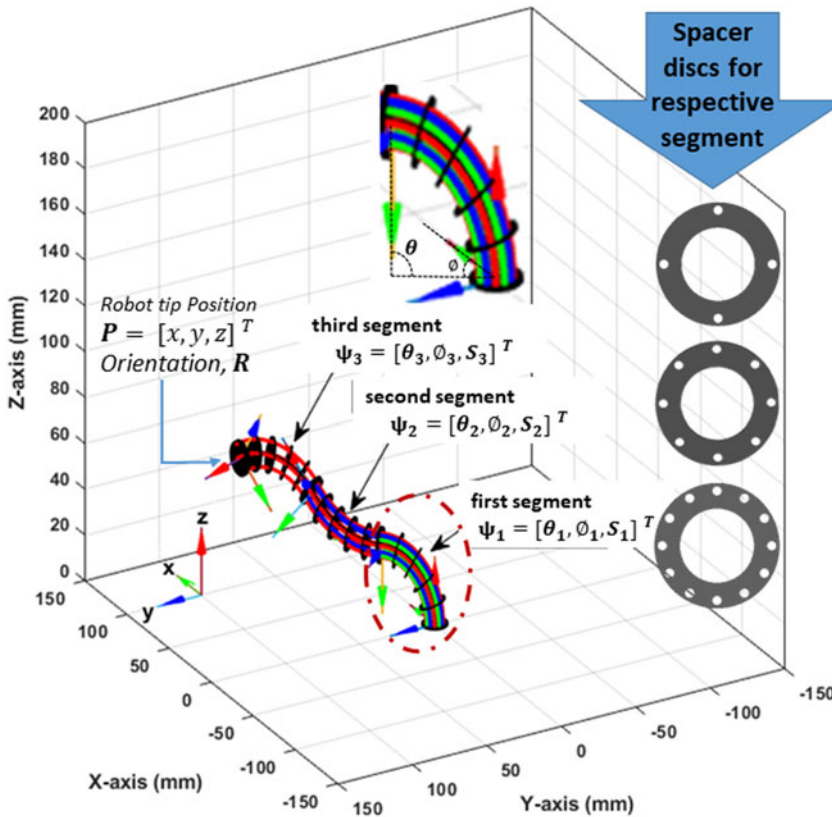 Spacer
discs for
respective
segment
200
180
160
140
120
100
80
60
40
20
0
Z-axis (mm)
θ
∅
Robot tip Position
P = [x, y, z] ᵀ
Orientation, R
third segment
ψ₃ = [θ₃, ∅₃, S₃] ᵀ
second segment
ψ₂ = [θ₂, ∅₂, S₂] ᵀ
first segment
ψ₁ = [θ₁, ∅₁, S₁] ᵀ
z
x
y
150
100
50
0
-50
-100
-150
X-axis (mm)
150
100
50
0
-50
-100
-150
Y-axis (mm)